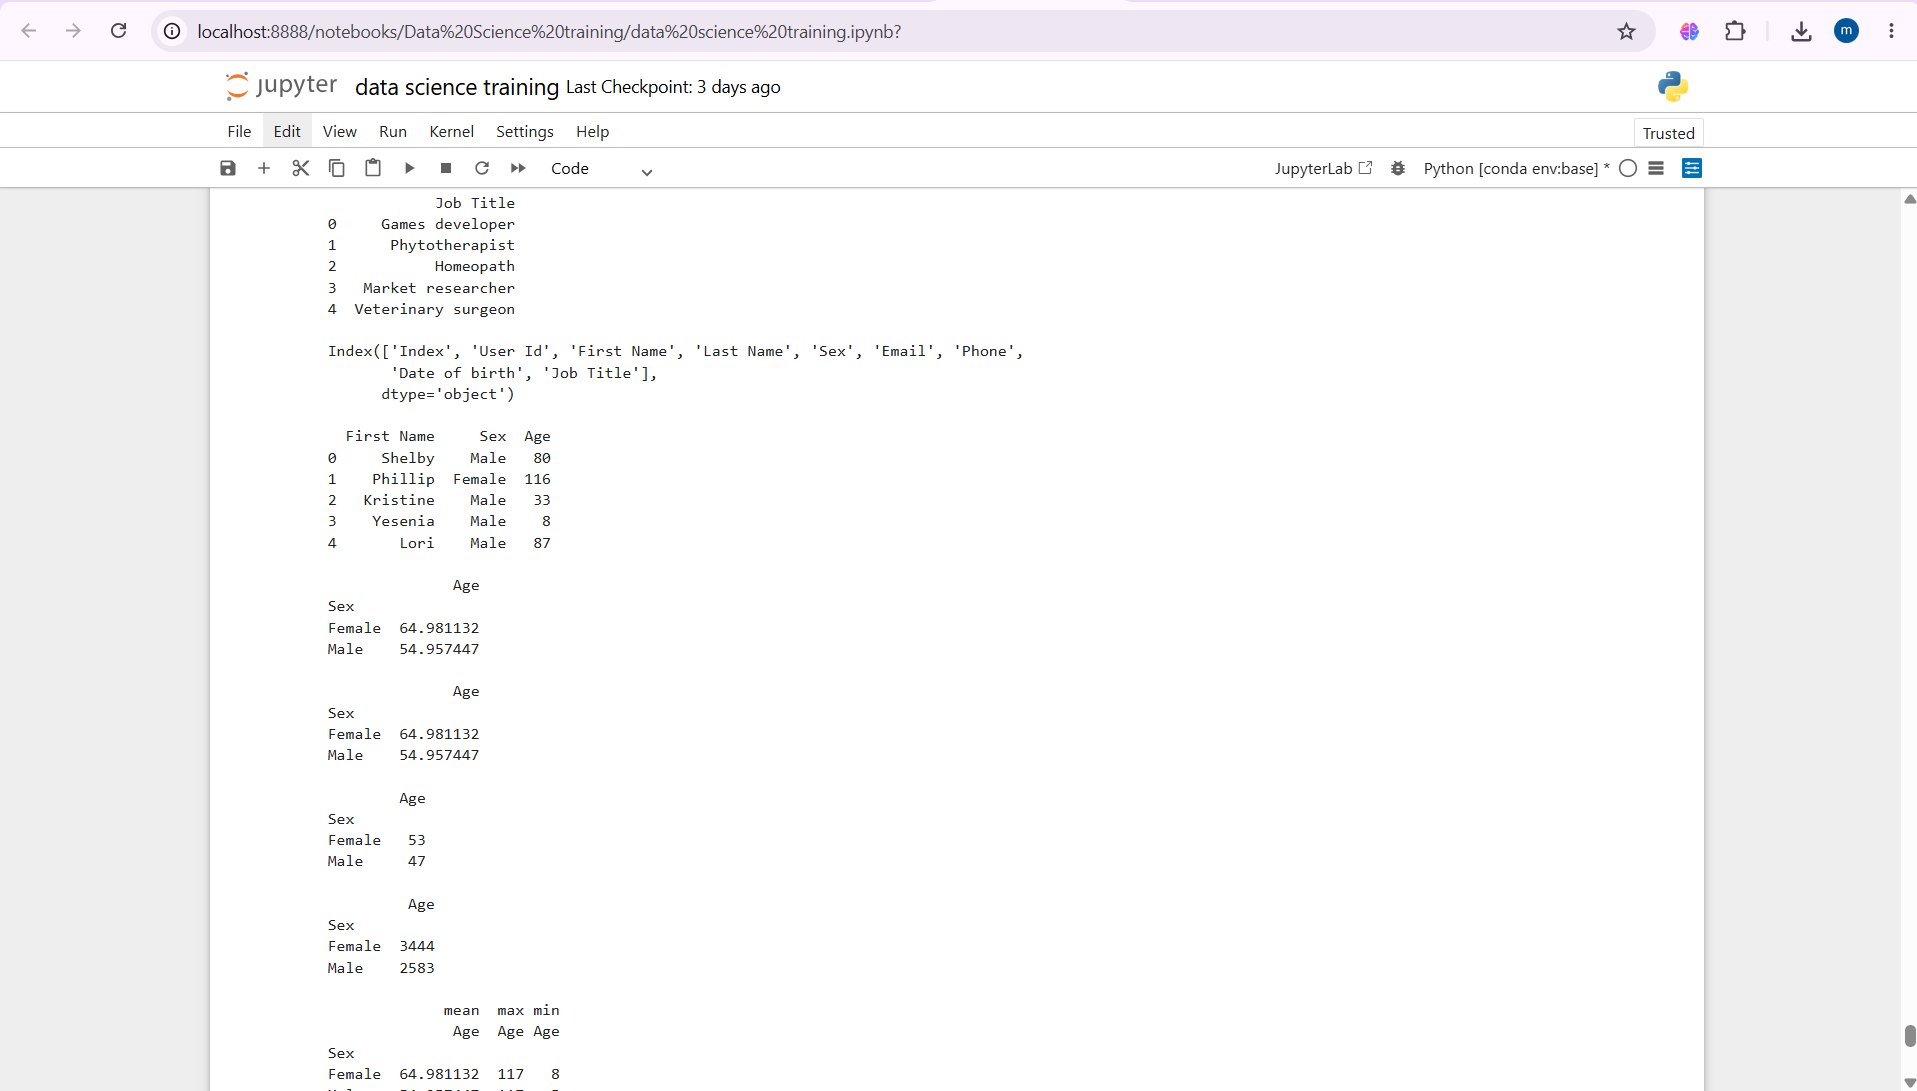 localhost:8888/notebooks/Data%20Science%20training/data%20science%20training.ipynb?
m
jupyter data science training Last Checkpoint: 3 days ago
File Edit View Run Kernel Settings Help
Trusted
Code
JupyterLab
Python [conda env:base] *
Job Title
0 Games developer
1 Phytotherapist
2 Homeopath
3 Market researcher
4 Veterinary surgeon
Index(['Index', 'User Id', 'First Name', 'Last Name', 'Sex', 'Email', 'Phone',
'Date of birth', 'Job Title'],
dtype='object')
First Name Sex Age
0 Shelby Male 80
1 Phillip Female 116
2 Kristine Male 33
3 Yesenia Male 8
4 Lori Male 87
Age
Sex
Female 64.981132
Male 54.957447
Age
Sex
Female 64.981132
Male 54.957447
Age
Sex
Female 53
Male 47
Age
Sex
Female 3444
Male 2583
mean max min
Age Age Age
Sex
Female 64.981132 117 8